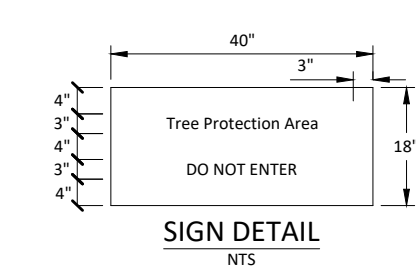 40"
3"
4"
3"
4"
3"
4"
Tree Protection Area
DO NOT ENTER
18"
SIGN DETAIL
NTS